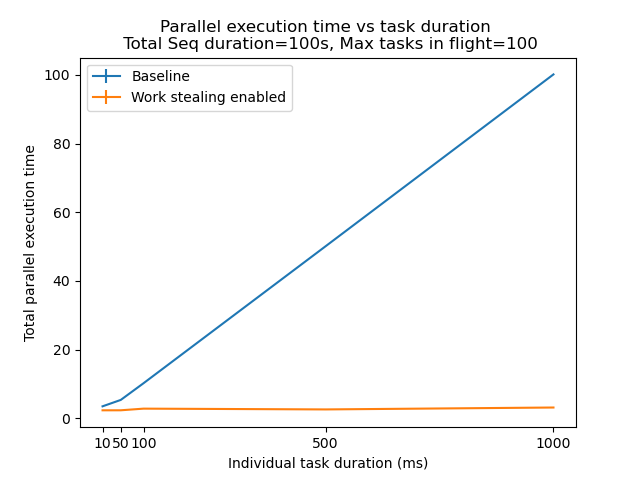 Parallel execution time vs task duration
Total Seq duration=100s, Max tasks in flight=100
Baseline
Work stealing enabled
Total parallel execution time
100
80
60
40
20
0
10 50 100 500 1000
Individual task duration (ms)